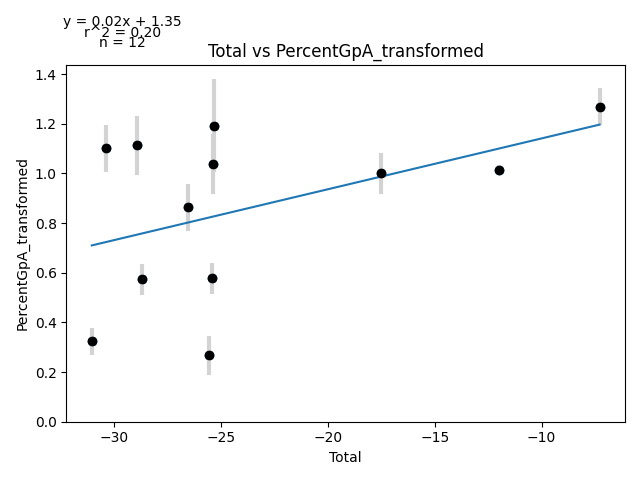 y = 0.02x + 1.35
r^2 = 0.20
n = 12
Total vs PercentGpA_transformed
PercentGpA_transformed
1.4
1.2
1.0
0.8
0.6
0.4
0.2
0.0
−30
−25
−20
−15
−10
Total